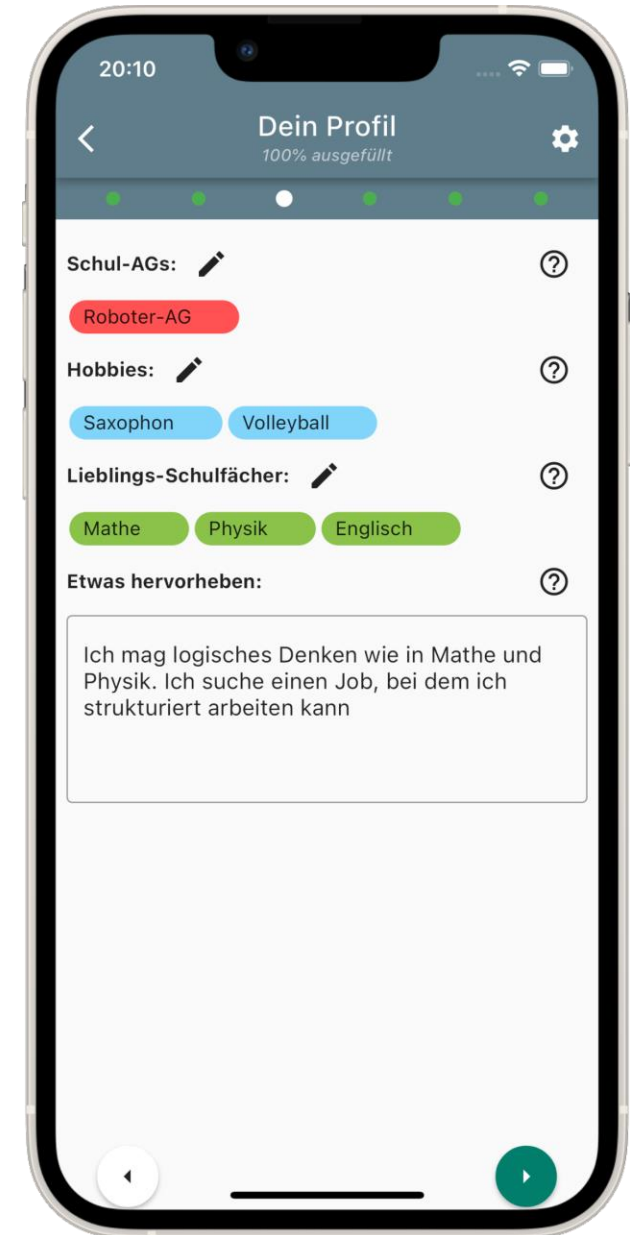 20:10
Dein Profil
100% ausgefüllt
Schul-AGs:
Roboter-AG
Hobbies:
Saxophon Volleyball
Lieblings-Schulfächer:
Mathe Physik Englisch
Etwas hervorheben:
Ich mag logisches Denken wie in Mathe und
Physik. Ich suche einen Job, bei dem ich
strukturiert arbeiten kann